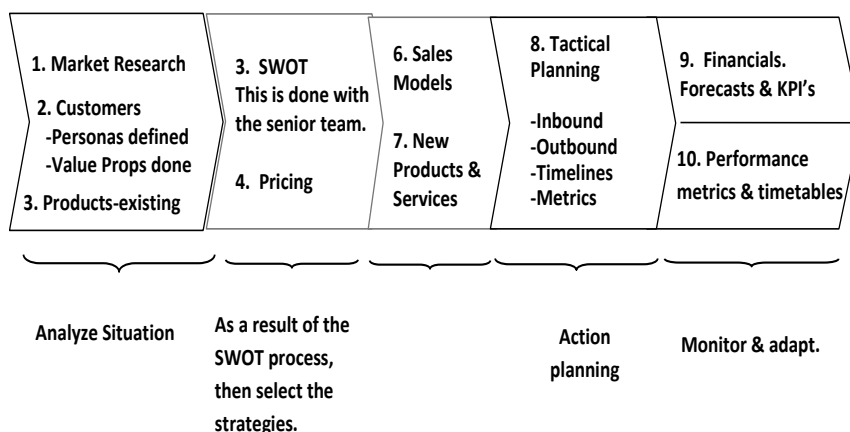 1. Market Research
2. Customers
-Personas defined
-Value Props done
3. Products-existing
3. SWOT
This is done with
the senior team.
4. Pricing
6. Sales
Models
7. New
Products &
Services
8. Tactical
Planning
-Inbound
-Outbound
-Timelines
-Metrics
9. Financials.
Forecasts & KPI's
10. Performance
metrics & timetables
Analyze Situation
As a result of the
SWOT process,
then select the
strategies.
Action
planning
Monitor & adapt.